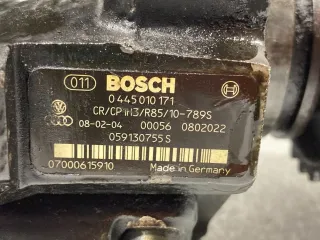 011 BOSCH
0 445 010 171
CR/CP1H3/R85/10-789S
08-02-04 00056 0802022
059130755S
07000615910 Made in Germany